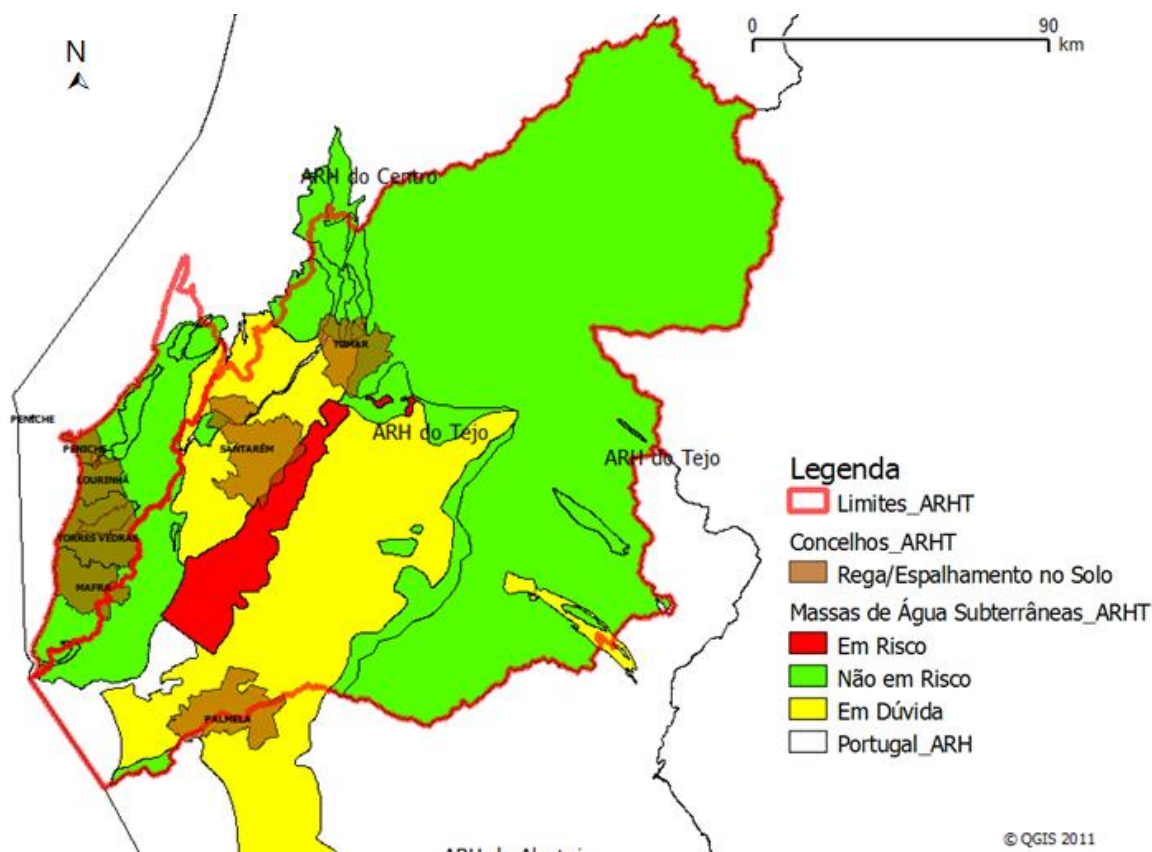 0 90
km
N
ARH do Centro
TOMAR
PENICHE
ARH do Tejo
PENICHE
SANTARÉM
ARH do Tejo
LOURINHÃ
TORRES VEDRAS
MAFRA
PALMELA
Legenda
Limites_ARHT
Concelhos_ARHT
Rega/Espalhamento no Solo
Massas de Água Subterrâneas_ARHT
Em Risco
Não em Risco
Em Dúvida
Portugal_ARH
© QGIS 2011